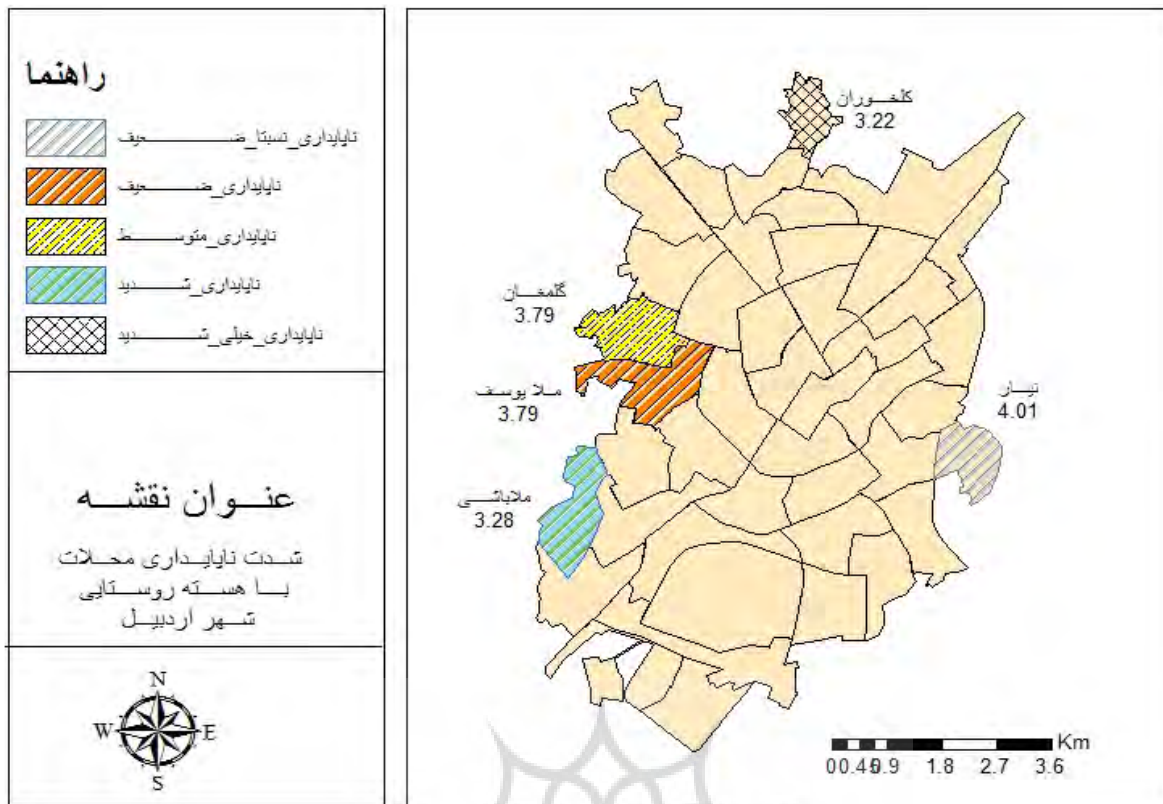 راهنما
ناپایداری_نسبتا_ضعیف
ناپایداری_ضعیف
ناپایداری_متوسط
ناپایداری_شدید
ناپایداری_خیلی_شدید
عنوان نقشه
شدت ناپایداری محلات
با هسته روستایی
شهر اردبیل
N
W E
S
کلخوران
3.22
گلمغان
3.79
ملا یوسف
3.79
نیار
4.01
ملاباشی
3.28
Km
0 0.45 0.9 1.8 2.7 3.6